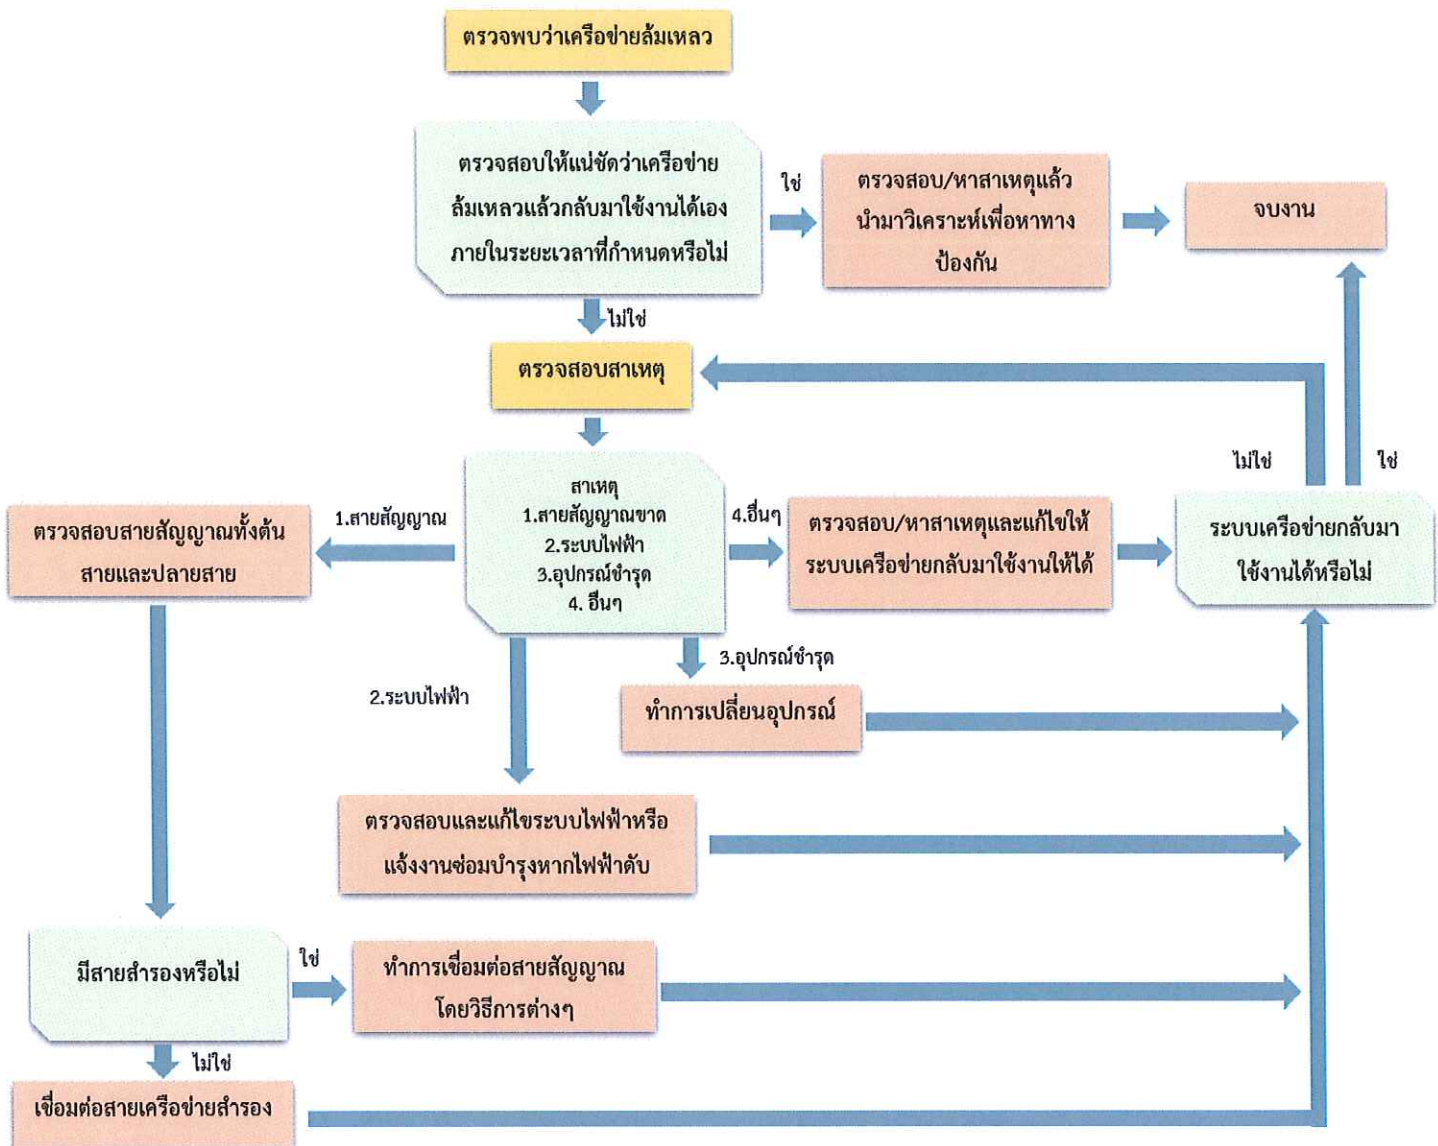 ตรวจพบว่าเครือข่ายล้มเหลว
ตรวจสอบให้แน่ชัดว่าเครือข่าย
ล้มเหลวแล้วกลับมาใช้งานได้เอง
ภายในระยะเวลาที่กำหนดหรือไม่
ใช่
ตรวจสอบ/หาสาเหตุแล้ว
นำมาวิเคราะห์เพื่อหาทาง
ป้องกัน
จบงาน
ไม่ใช่
ตรวจสอบสาเหตุ
สาเหตุ
1.สายสัญญาณขาด
2.ระบบไฟฟ้า
3.อุปกรณ์ชำรุด
4. อื่นๆ
1.สายสัญญาณ
ตรวจสอบสายสัญญาณทั้งต้น
สายและปลายสาย
4.อื่นๆ
ตรวจสอบ/หาสาเหตุและแก้ไขให้
ระบบเครือข่ายกลับมาใช้งานให้ได้
ไม่ใช่
ใช่
ระบบเครือข่ายกลับมา
ใช้งานได้หรือไม่
3.อุปกรณ์ชำรุด
ทำการเปลี่ยนอุปกรณ์
2.ระบบไฟฟ้า
ตรวจสอบและแก้ไขระบบไฟฟ้าหรือ
แจ้งงานซ่อมบำรุงหากไฟฟ้าดับ
มีสายสำรองหรือไม่
ใช่
ทำการเชื่อมต่อสายสัญญาณ
โดยวิธีการต่างๆ
ไม่ใช่
เชื่อมต่อสายเครือข่ายสำรอง